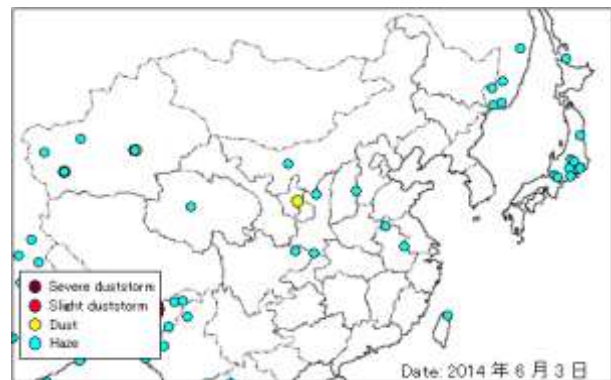 Severe duststorm
Slight duststorm
Dust
Haze
Date: 2014 年 6 月 3 日